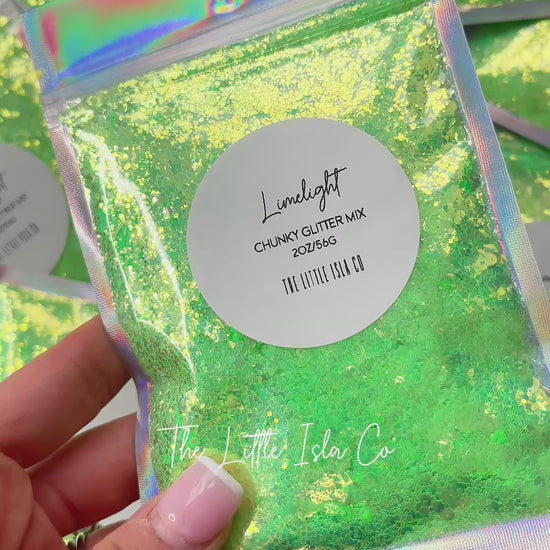 Limelight
CHUNKY GLITTER MIX
2OZ/56G
THE LITTLE ISLA CO
The Little Isla Co